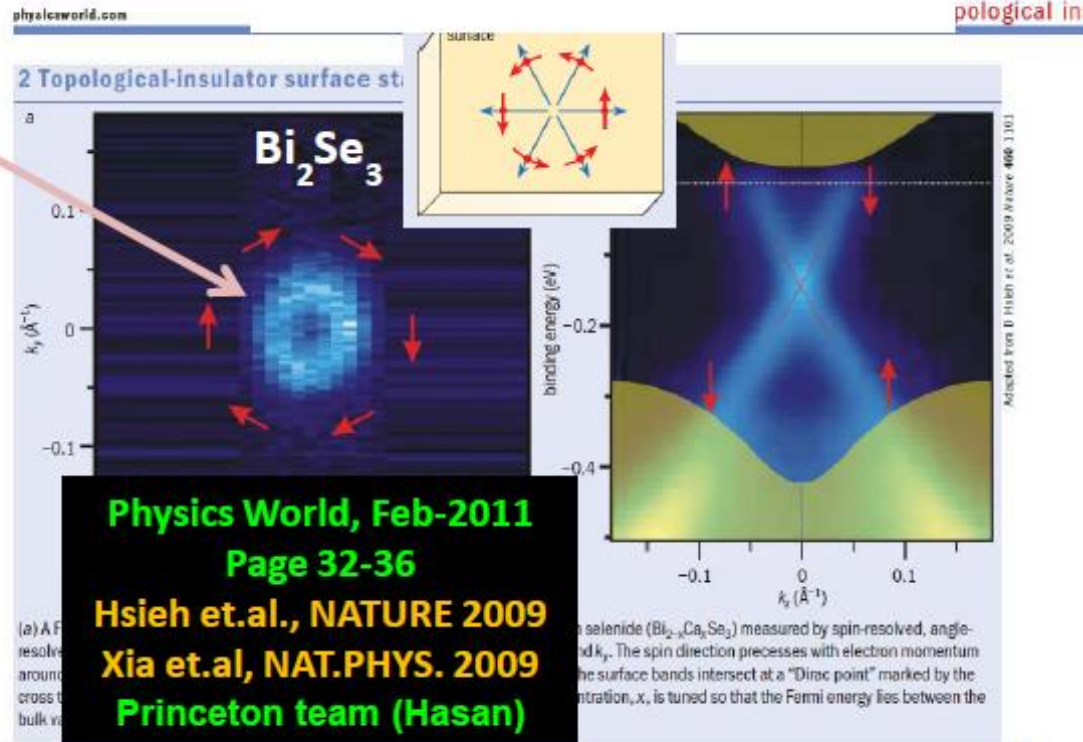 physicsworld.com
pological in
2 Topological-insulator surface st
surface
a
Bi2Se3
0.1
0
−0.1
ky (Å−1)
binding energy (eV)
−0.2
−0.4
−0.1 0 0.1
ky (Å−1)
Adapted from D Hsieh et al. 2009 Nature 460 1101
Physics World, Feb-2011
Page 32-36
Hsieh et.al., NATURE 2009
Xia et.al, NAT.PHYS. 2009
Princeton team (Hasan)
(a) A F
selenide (Bi2−xCaxSe3) measured by spin-resolved, angle-
resolve
ky. The spin direction precesses with electron momentum
around
he surface bands intersect at a "Dirac point" marked by the
cross t
ntration, x, is tuned so that the Fermi energy lies between the
bulk va